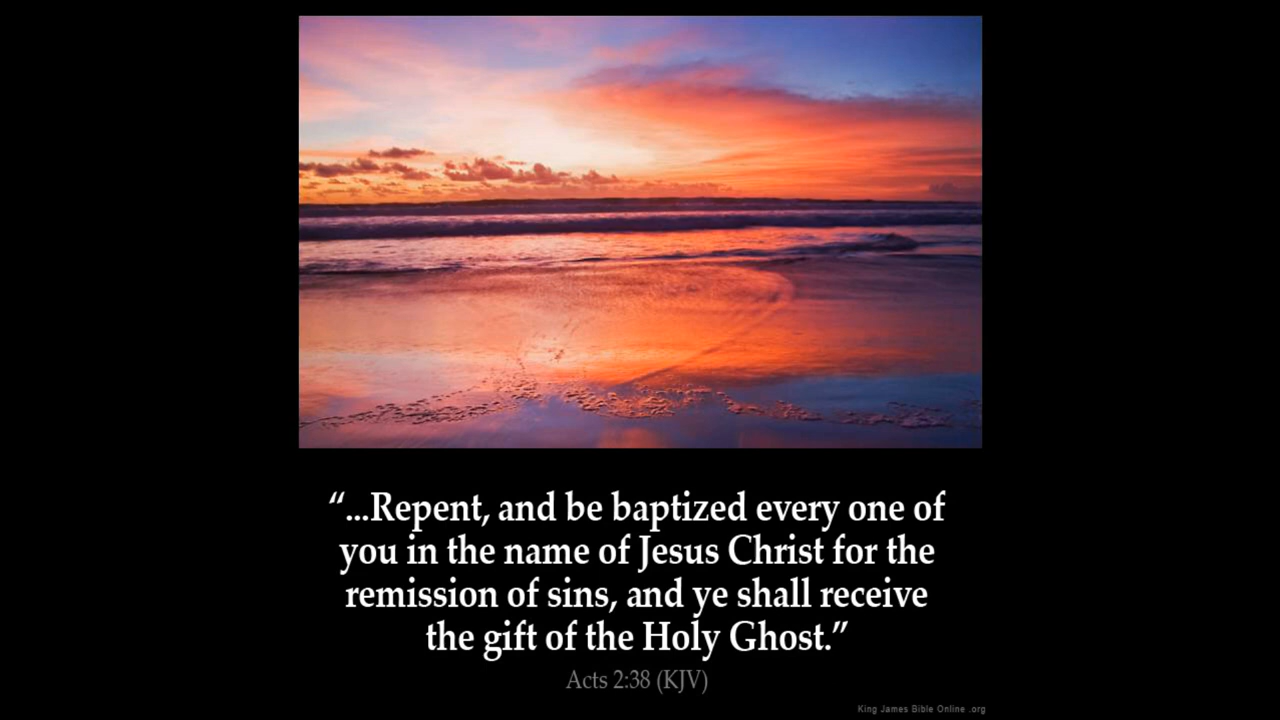 “...Repent, and be baptized every one of
you in the name of Jesus Christ for the
remission of sins, and ye shall receive
the gift of the Holy Ghost.”
Acts 2:38 (KJV)
King James Bible Online .org